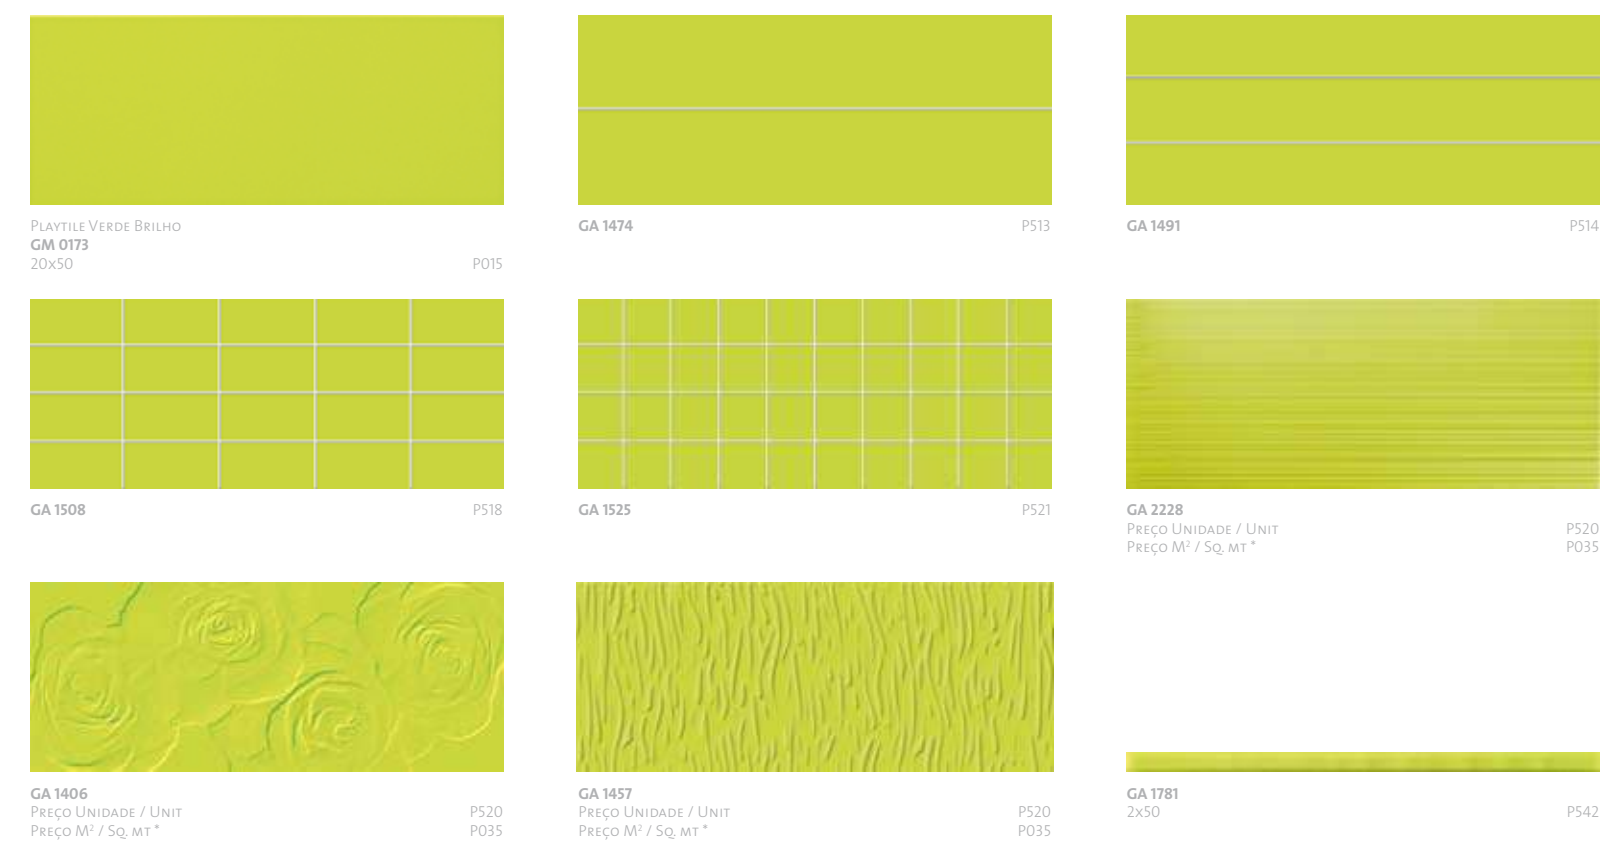 Playtile Verde Brilho
GM 0173
20x50 P015
GA 1474 P513
GA 1491 P514
GA 1508 P518
GA 1525 P521
GA 2228
Preço Unidade / Unit P520
Preço M² / Sq. mt * P035
GA 1406
Preço Unidade / Unit P520
Preço M² / Sq. mt * P035
GA 1457
Preço Unidade / Unit P520
Preço M² / Sq. mt * P035
GA 1781
2x50 P542